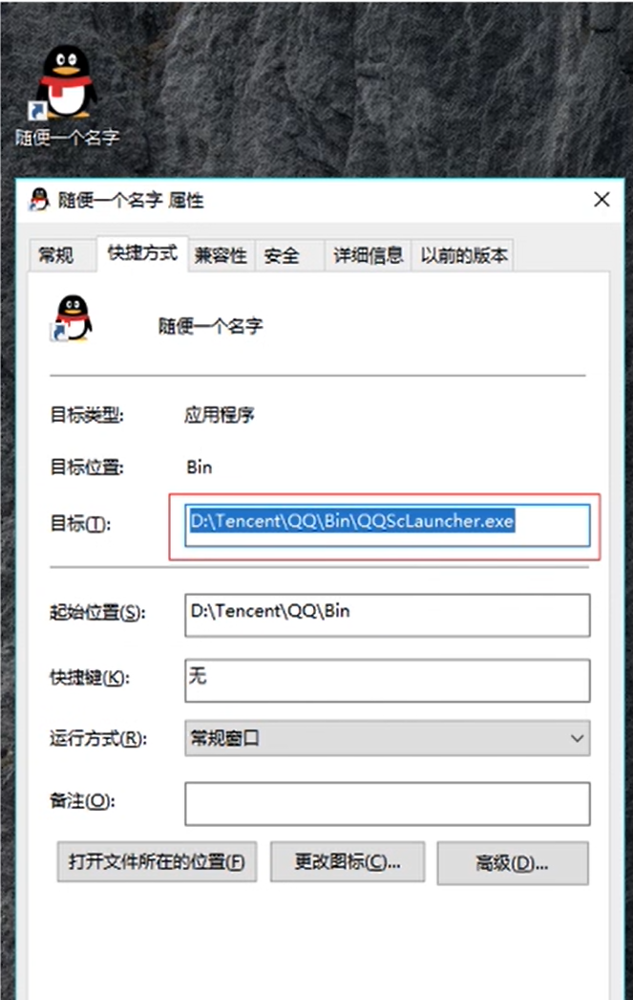 随便一个名字
随便一个名字 属性
常规 快捷方式 兼容性 安全 详细信息 以前的版本
随便一个名字
目标类型: 应用程序
目标位置: Bin
目标(T): D:\Tencent\QQ\Bin\QQScLauncher.exe
起始位置(S): D:\Tencent\QQ\Bin
快捷键(K): 无
运行方式(R): 常规窗口
备注(O):
打开文件所在的位置(F) 更改图标(C)... 高级(D)...